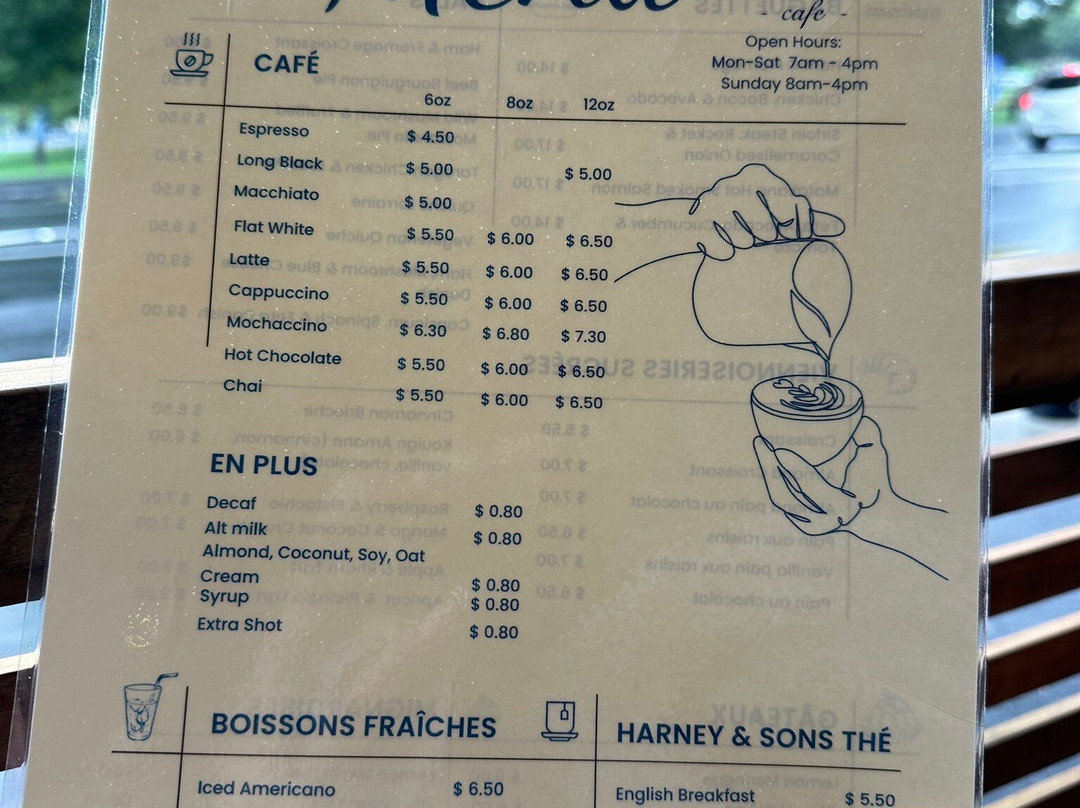 Menu
- cafe -
Open Hours:
Mon-Sat 7am - 4pm
Sunday 8am-4pm
CAFÉ
6oz 8oz 12oz
Espresso $ 4.50
Long Black $ 5.00 $ 5.00
Macchiato $ 5.00
Flat White $ 5.50 $ 6.00 $ 6.50
Latte $ 5.50 $ 6.00 $ 6.50
Cappuccino $ 5.50 $ 6.00 $ 6.50
Mochaccino $ 6.30 $ 6.80 $ 7.30
Hot Chocolate $ 5.50 $ 6.00 $ 6.50
Chai $ 5.50 $ 6.00 $ 6.50
EN PLUS
Decaf $ 0.80
Alt milk $ 0.80
Almond, Coconut, Soy, Oat
Cream $ 0.80
Syrup $ 0.80
Extra Shot $ 0.80
BOISSONS FRAÎCHES
Iced Americano $ 6.50
HARNEY & SONS THÉ
English Breakfast $ 5.50